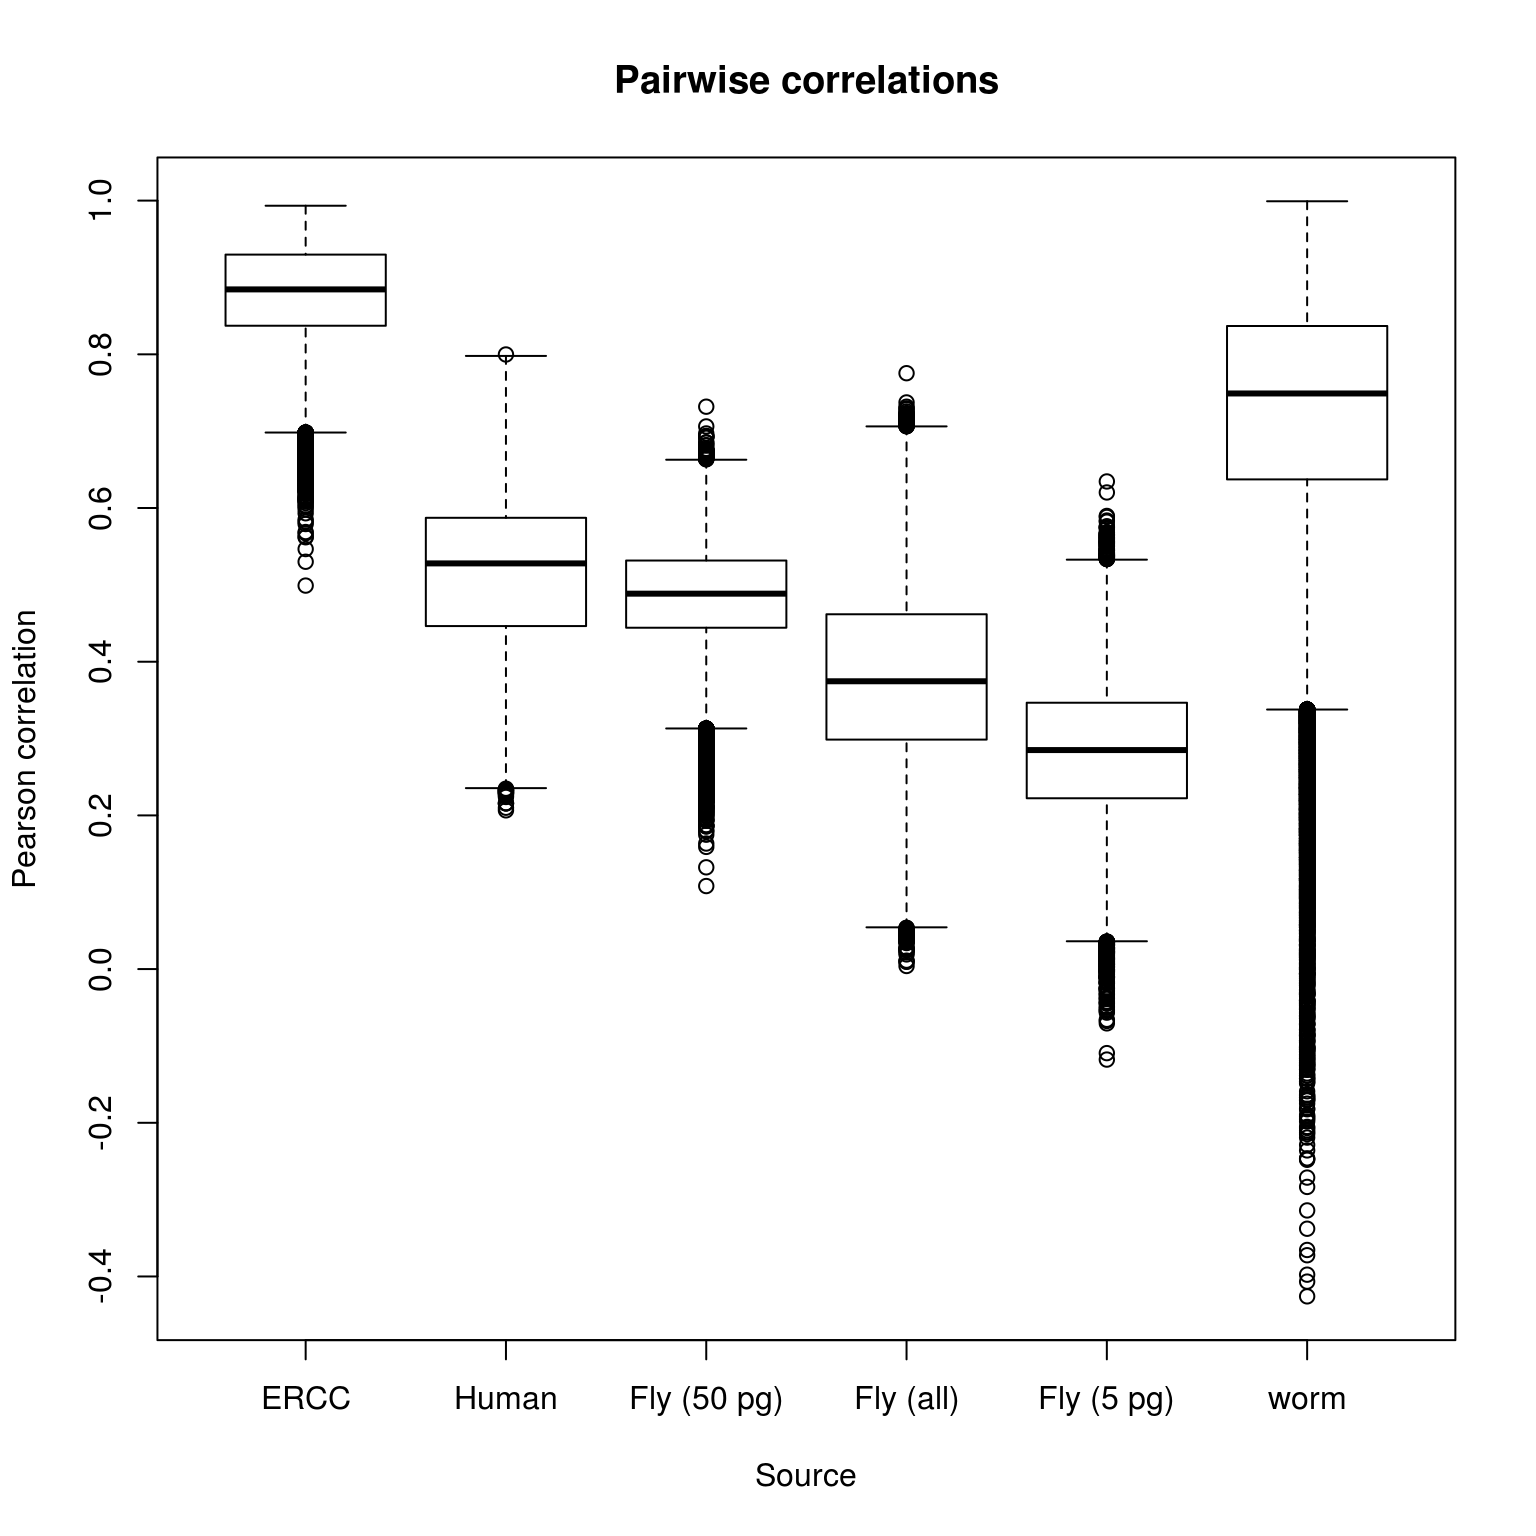 Pairwise correlations
Pearson correlation
1.0
0.8
0.6
0.4
0.2
0.0
-0.2
-0.4
ERCC
Human
Fly (50 pg)
Fly (all)
Fly (5 pg)
worm
Source